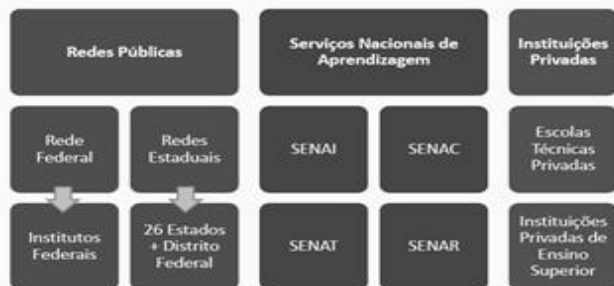 Redes Públicas
Serviços Nacionais de
Aprendizagem
Instituições
Privadas
Rede
Federal
Redes
Estaduais
SENAI
SENAC
Escolas
Técnicas
Privadas
Institutos
Federais
26 Estados
+ Distrito
Federal
SENAT
SENAR
Instituições
Privadas de
Ensino
Superior